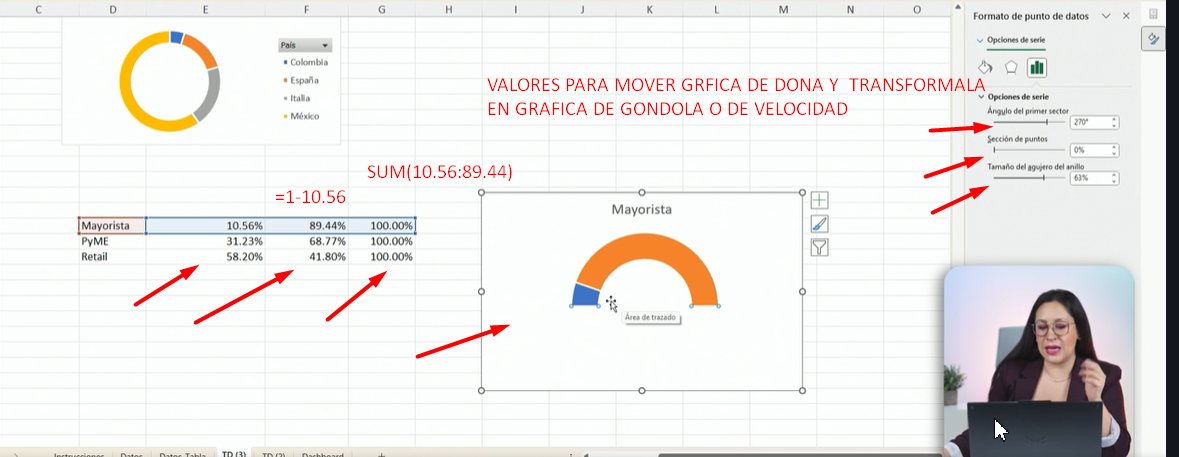 C D E F G H I J K L M N O
Formato de punto de datos
Opciones de serie
País
Colombia
España
Italia
México
VALORES PARA MOVER GRFICA DE DONA Y TRANSFORMALA
EN GRAFICA DE GONDOLA O DE VELOCIDAD
Opciones de serie
Ángulo del primer sector
270°
Sección de puntos
0%
Tamaño del agujero del anillo
63%
SUM(10.56:89.44)
=1-10.56
Mayorista 10.56% 89.44% 100.00%
PyME 31.23% 68.77% 100.00%
Retail 58.20% 41.80% 100.00%
Mayorista
Área de trazado
Instrucciones Datos Datos Tabla TD (3) TD (2) Dashboard